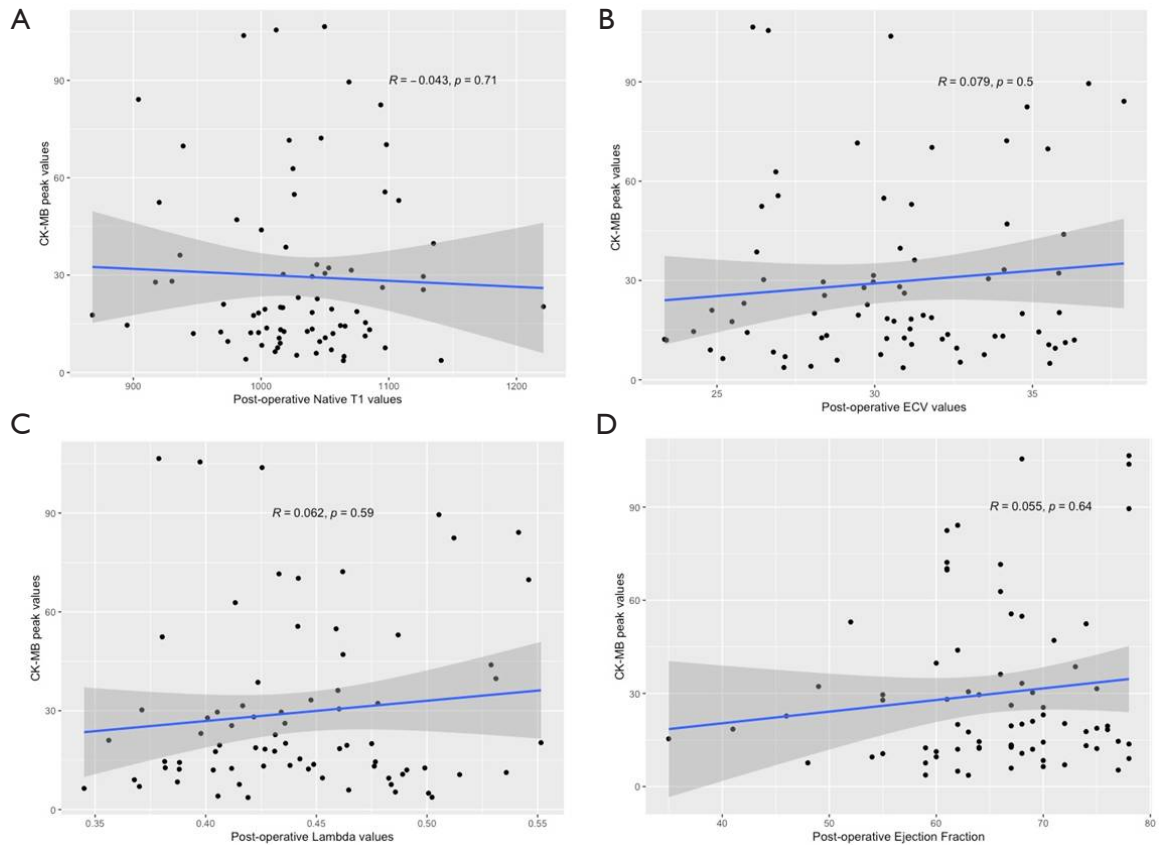 A
CK-MB peak values
90
60
30
0
R = −0.043, p = 0.71
900 1000 1100 1200
Post-operative Native T1 values
B
CK-MB peak values
90
60
30
0
R = 0.079, p = 0.5
25 30 35
Post-operative ECV values
C
CK-MB peak values
90
60
30
0
R = 0.062, p = 0.59
0.35 0.40 0.45 0.50 0.55
Post-operative Lambda values
D
CK-MB peak values
90
60
30
0
R = 0.055, p = 0.64
40 50 60 70 80
Post-operative Ejection Fraction